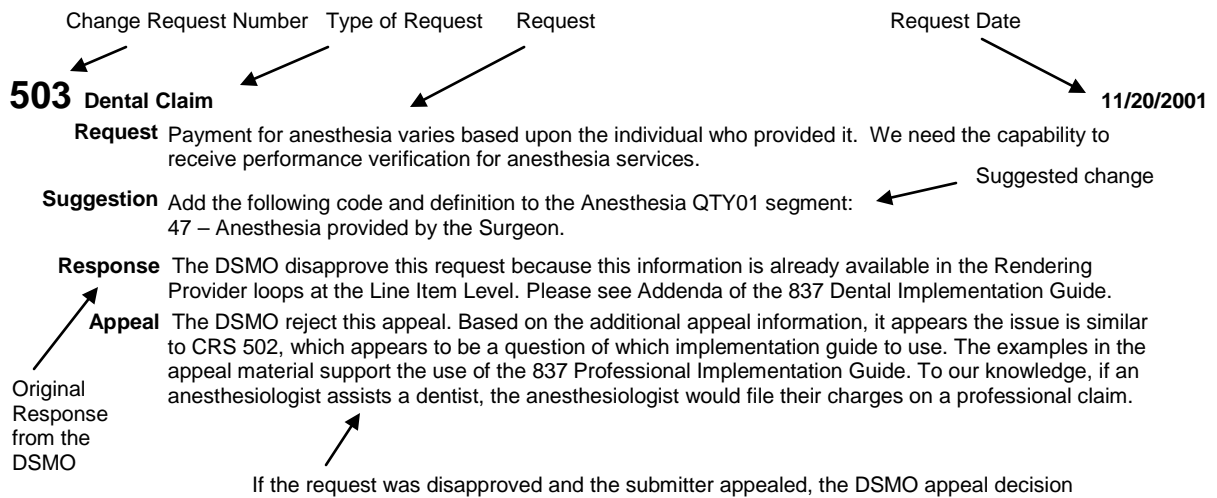 Change Request Number Type of Request Request Request Date
503 Dental Claim 11/20/2001
Request Payment for anesthesia varies based upon the individual who provided it. We need the capability to
receive performance verification for anesthesia services.
Suggested change
Suggestion Add the following code and definition to the Anesthesia QTY01 segment:
47 – Anesthesia provided by the Surgeon.
Response The DSMO disapprove this request because this information is already available in the Rendering
Provider loops at the Line Item Level. Please see Addenda of the 837 Dental Implementation Guide.
Appeal The DSMO reject this appeal. Based on the additional appeal information, it appears the issue is similar
to CRS 502, which appears to be a question of which implementation guide to use. The examples in the
appeal material support the use of the 837 Professional Implementation Guide. To our knowledge, if an
anesthesiologist assists a dentist, the anesthesiologist would file their charges on a professional claim.
Original
Response
from the
DSMO
If the request was disapproved and the submitter appealed, the DSMO appeal decision